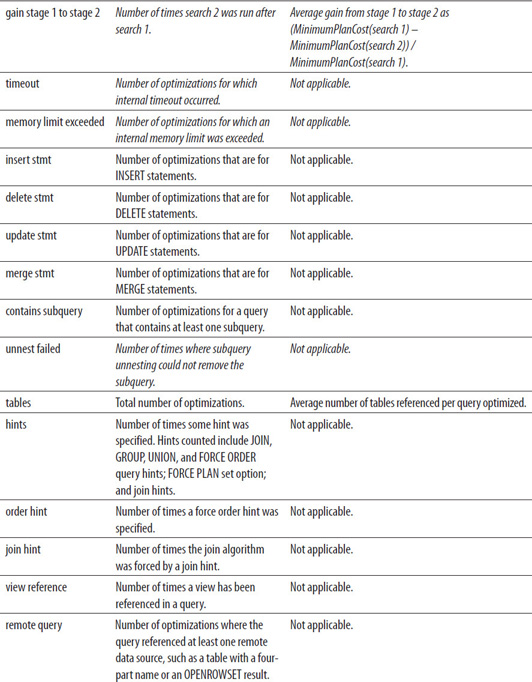 gain stage 1 to stage 2 Number of times search 2 was run after Average gain from stage 1 to stage 2 as
search 1. (MinimumPlanCost(search 1) –
MinimumPlanCost(search 2)) /
MinimumPlanCost(search 1).
timeout Number of optimizations for which Not applicable.
internal timeout occurred.
memory limit exceeded Number of optimizations for which an Not applicable.
internal memory limit was exceeded.
insert stmt Number of optimizations that are for Not applicable.
INSERT statements.
delete stmt Number of optimizations that are for Not applicable.
DELETE statements.
update stmt Number of optimizations that are for Not applicable.
UPDATE statements.
merge stmt Number of optimizations that are for Not applicable.
MERGE statements.
contains subquery Number of optimizations for a query Not applicable.
that contains at least one subquery.
unnest failed Number of times where subquery Not applicable.
unnesting could not remove the
subquery.
tables Total number of optimizations. Average number of tables referenced per query optimized.
hints Number of times some hint was Not applicable.
specified. Hints counted include JOIN,
GROUP, UNION, and FORCE ORDER
query hints; FORCE PLAN set option;
and join hints.
order hint Number of times a force order hint was Not applicable.
specified.
join hint Number of times the join algorithm Not applicable.
was forced by a join hint.
view reference Number of times a view has been Not applicable.
referenced in a query.
remote query Number of optimizations where the Not applicable.
query referenced at least one remote
data source, such as a table with a four-
part name or an OPENROWSET result.